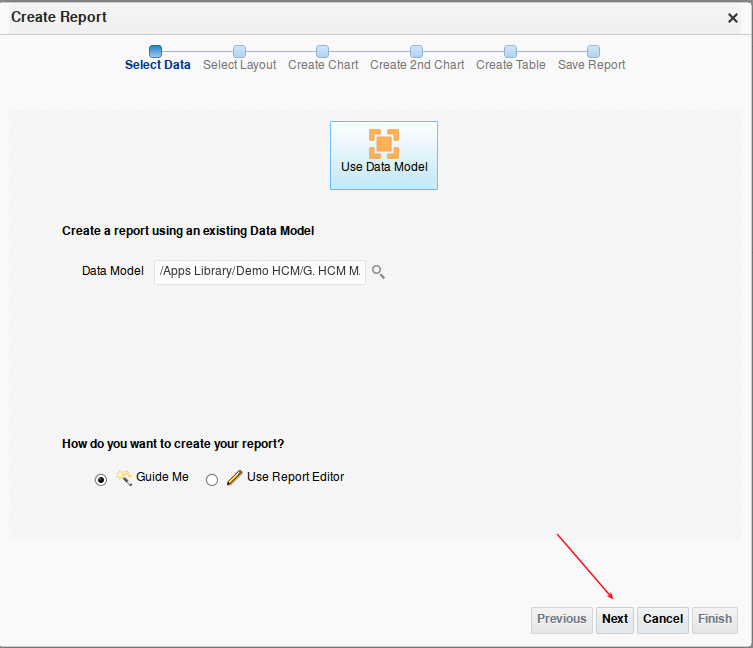 Create Report
Select Data Select Layout Create Chart Create 2nd Chart Create Table Save Report
Use Data Model
Create a report using an existing Data Model
Data Model /Apps Library/Demo HCM/G. HCM M
How do you want to create your report?
Guide Me Use Report Editor
Previous Next Cancel Finish